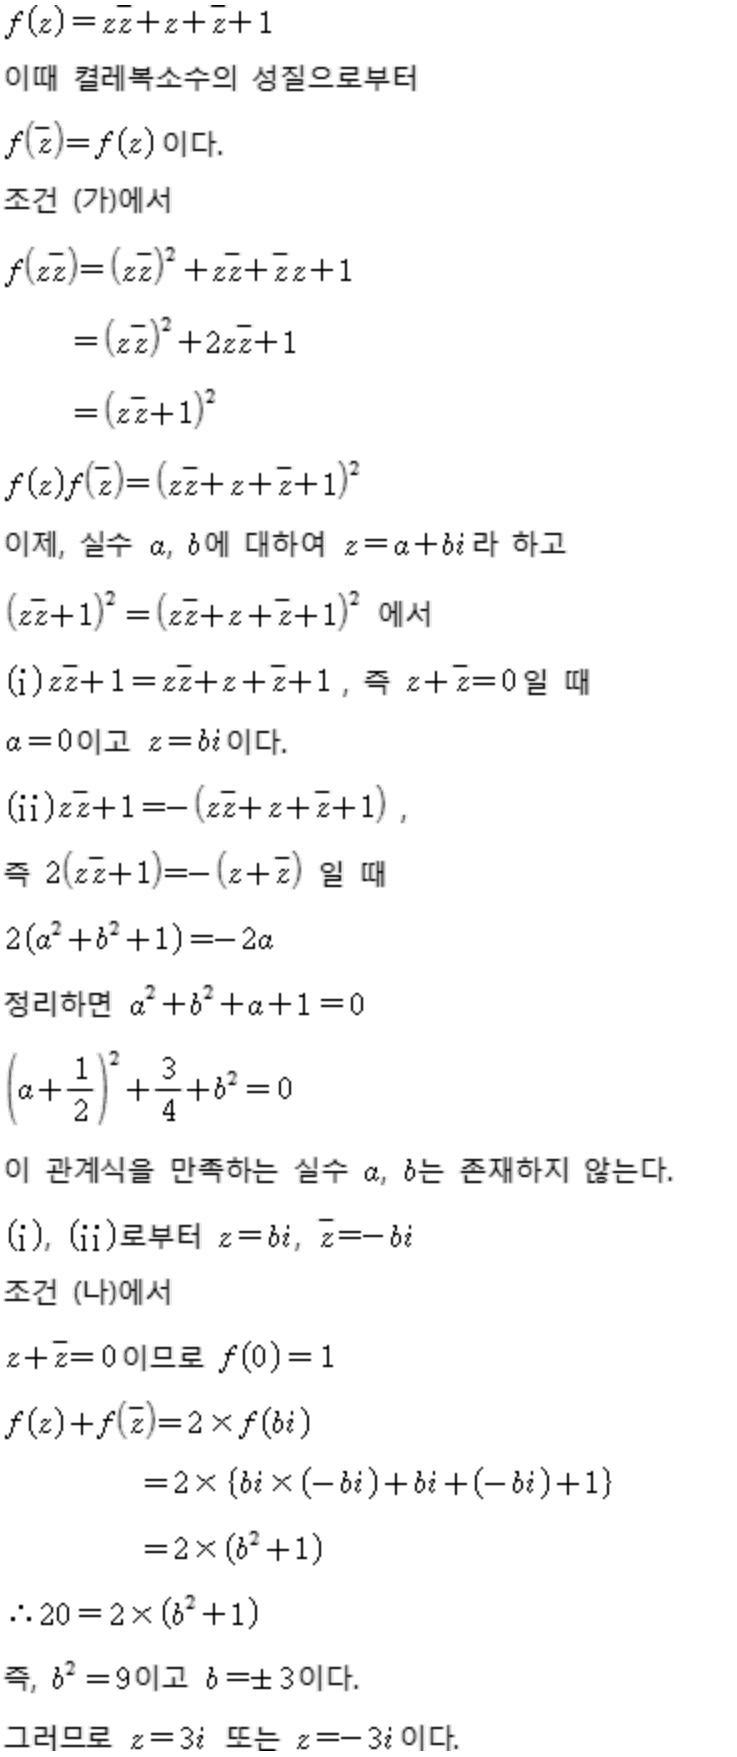 f(z)=zz̄+z+z̄+1
이때 켤레복소수의 성질으로부터
f(z̄)=f(z)이다.
조건 (가)에서
f(zz̄)=(zz̄)²+zz̄+z̄z+1
=(zz̄)²+2zz̄+1
=(zz̄+1)²
f(z)f(z̄)=(zz̄+z+z̄+1)²
이제, 실수 a, b에 대하여 z=a+bi라 하고
(zz̄+1)²=(zz̄+z+z̄+1)² 에서
(i)zz̄+1=zz̄+z+z̄+1, 즉 z+z̄=0일 때
a=0이고 z=bi이다.
(ii)zz̄+1=-(zz̄+z+z̄+1),
즉 2(zz̄+1)=-(z+z̄) 일 때
2(a²+b²+1)=-2a
정리하면 a²+b²+a+1=0
(a+1/2)²+3/4+b²=0
이 관계식을 만족하는 실수 a, b는 존재하지 않는다.
(i), (ii)로부터 z=bi, z̄=-bi
조건 (나)에서
z+z̄=0이므로 f(0)=1
f(z)+f(z̄)=2×f(bi)
=2×{bi×(-bi)+bi+(-bi)+1}
=2×(b²+1)
∴20=2×(b²+1)
즉, b²=9이고 b=±3이다.
그러므로 z=3i 또는 z=-3i이다.